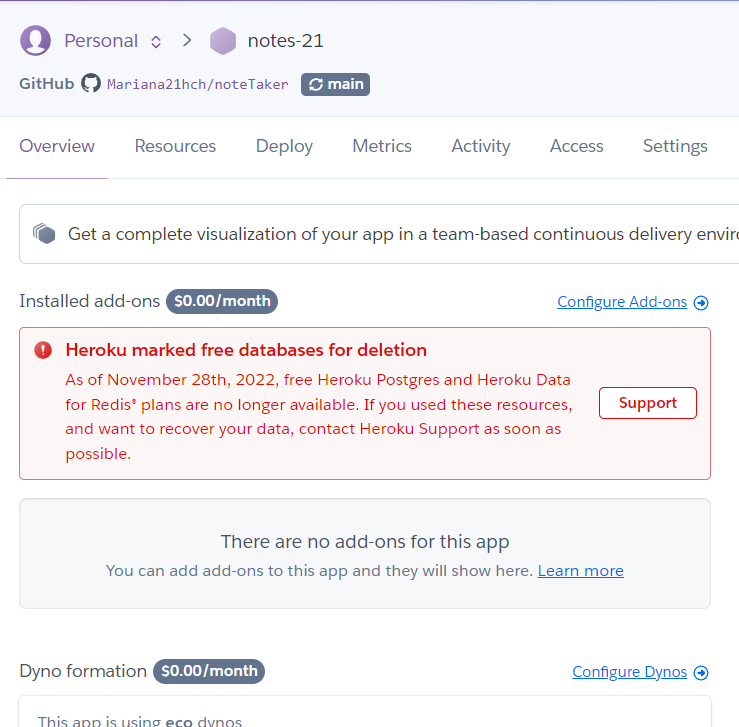 Personal notes-21
GitHub Mariana21hch/noteTaker main
Overview Resources Deploy Metrics Activity Access Settings
Get a complete visualization of your app in a team-based continuous delivery
Installed add-ons $0.00/month Configure Add-ons
Heroku marked free databases for deletion
As of November 28th, 2022, free Heroku Postgres and Heroku Data
for Redis® plans are no longer available. If you used these resources,
and want to recover your data, contact Heroku Support as soon as
possible.
Support
There are no add-ons for this app
You can add add-ons to this app and they will show here. Learn more
Dyno formation $0.00/month Configure Dynos
This app is using eco dynos